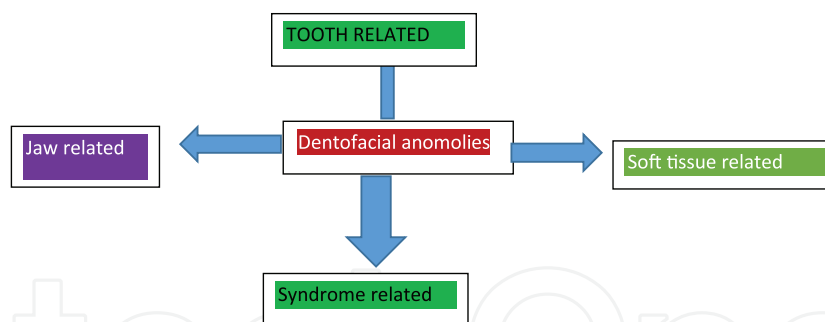 TOOTH RELATED
Dentofacial anomolies
Jaw related
Soft tissue related
Syndrome related